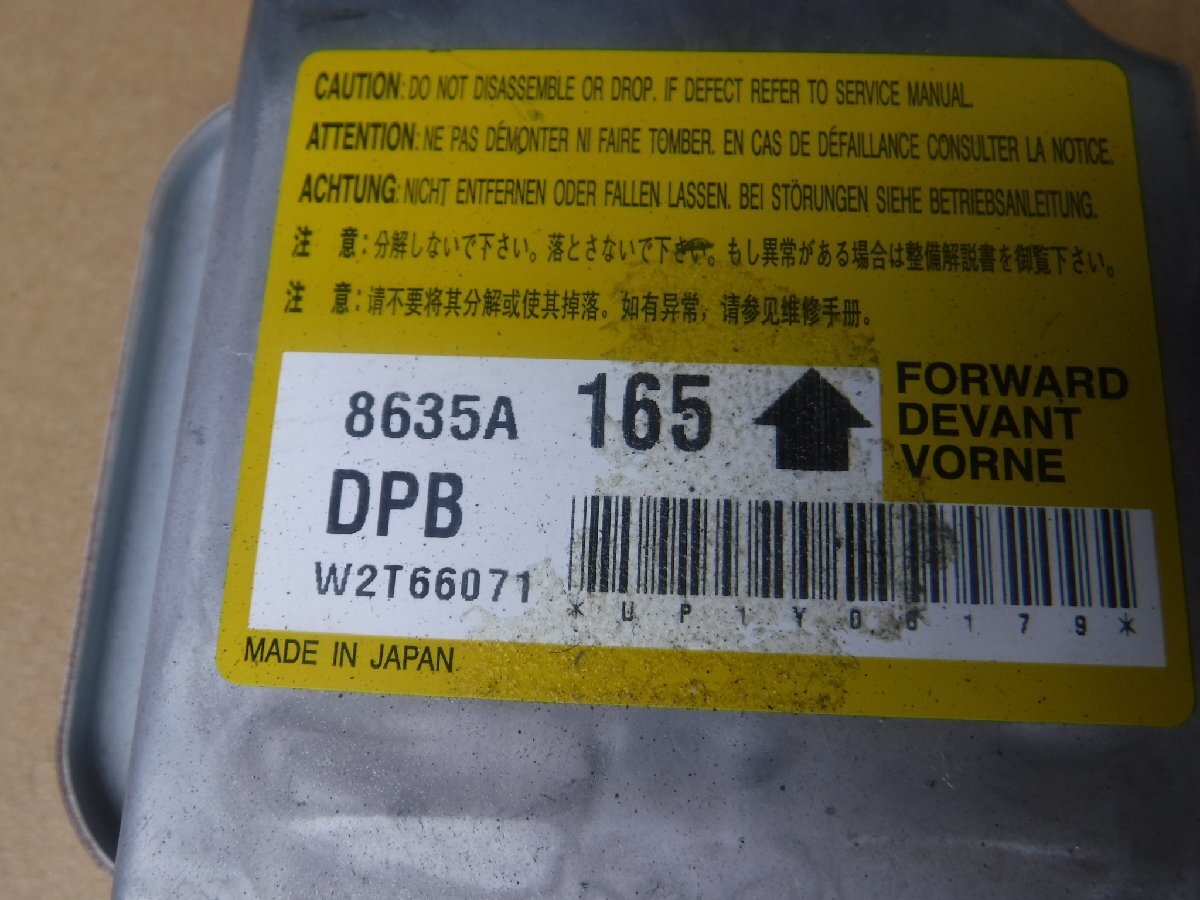 CAUTION: DO NOT DISASSEMBLE OR DROP. IF DEFECT REFER TO SERVICE MANUAL.
ATTENTION: NE PAS DÉMONTER NI FAIRE TOMBER. EN CAS DE DÉFAILLANCE CONSULTER LA NOTICE.
ACHTUNG: NICHT ENTFERNEN ODER FALLEN LASSEN. BEI STÖRUNGEN SIEHE BETRIEBSANLEITUNG.
注 意：分解しないで下さい。落とさないで下さい。もし異常がある場合は整備解説書を御覧下さい。
注 意：请不要将其分解或使其掉落。如有异常，请参见维修手册。
8635A 165
FORWARD
DEVANT
VORNE
DPB
W2T66071
*UP1Y00179*
MADE IN JAPAN